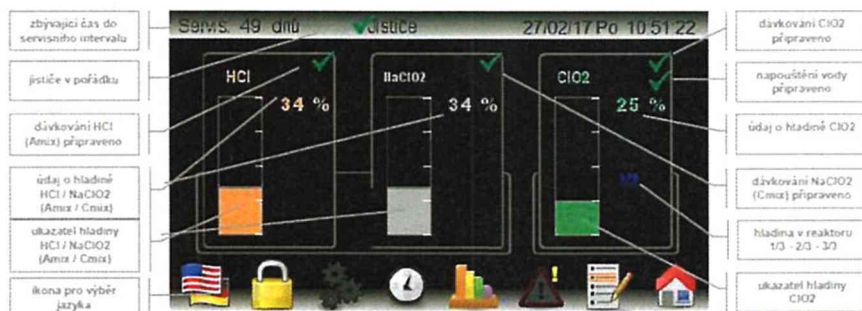 zbývající čas do
servisního intervalu
jističe v pořádku
dávkování HCl
(Amix) připraveno
údaj o hladině
HCl / NaClO2
(Amix / Cmix)
ukazatel hladiny
HCl / NaClO2
(Amix / Cmix)
ikona pro výběr
jazyka
Servis: 49 dnů
Jističe
27/02/17 Po 10:51:22
HCl
34 %
NaClO2
34 %
ClO2
25 %
dávkování ClO2
připraveno
napouštění vody
připraveno
údaj o hladině ClO2
dávkování NaClO2
(Cmix) připraveno
hladina v reaktoru
1/3 - 2/3 - 3/3
ukazatel hladiny
ClO2